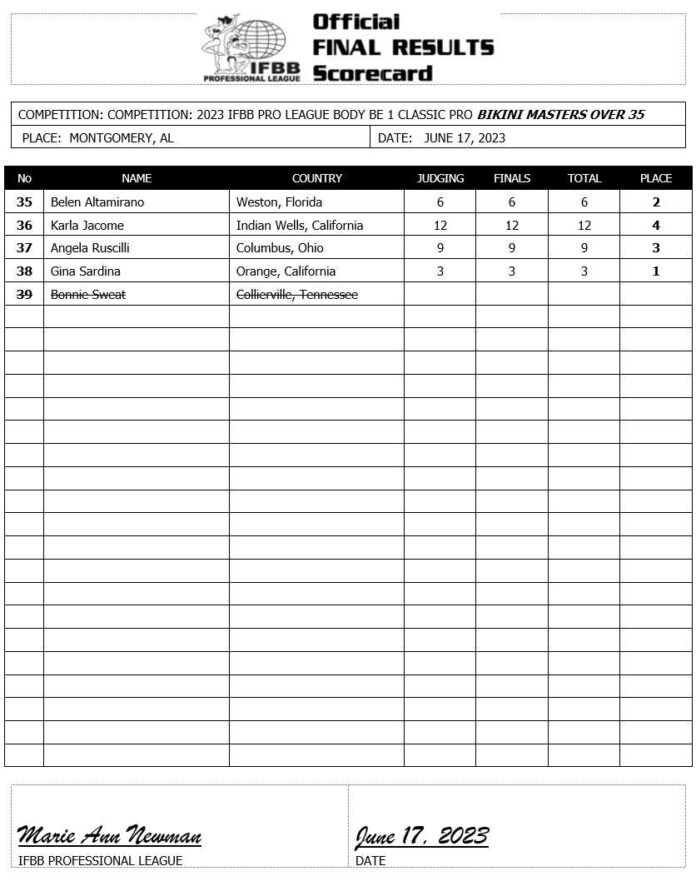 Official
FINAL RESULTS
Scorecard
IFBB
PROFESSIONAL LEAGUE
COMPETITION: COMPETITION: 2023 IFBB PRO LEAGUE BODY BE 1 CLASSIC PRO BIKINI MASTERS OVER 35
PLACE: MONTGOMERY, AL DATE: JUNE 17, 2023
No NAME COUNTRY JUDGING FINALS TOTAL PLACE
35 Belen Altamirano Weston, Florida 6 6 6 2
36 Karla Jacome Indian Wells, California 12 12 12 4
37 Angela Ruscilli Columbus, Ohio 9 9 9 3
38 Gina Sardina Orange, California 3 3 3 1
39 Bonnie Sweat Collierville, Tennessee
Marie Ann Newman June 17, 2023
IFBB PROFESSIONAL LEAGUE DATE